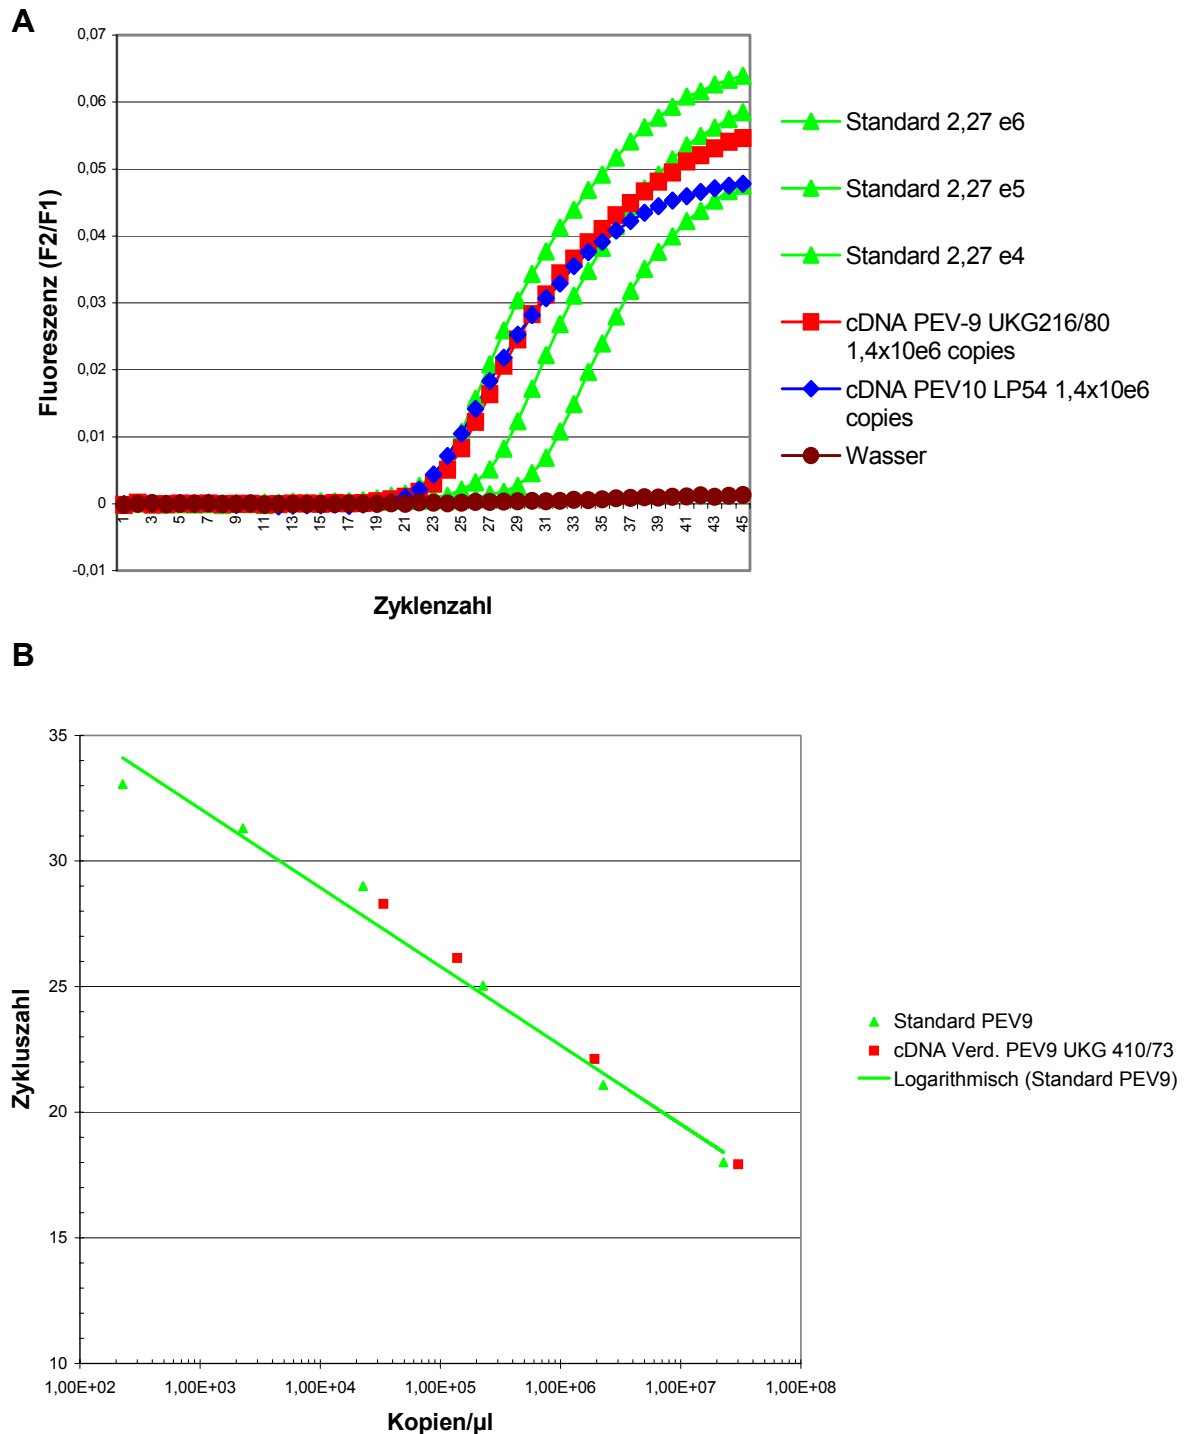 A
0,07
0,06
0,05
0,04
0,03
0,02
0,01
0
-0,01
Fluoreszenz (F2/F1)
1 3 5 7 9 11 13 15 17 19 21 23 25 27 29 31 33 35 37 39 41 43 45
Zyklenzahl
Standard 2,27 e6
Standard 2,27 e5
Standard 2,27 e4
cDNA PEV-9 UKG216/80
1,4x10e6 copies
cDNA PEV10 LP54 1,4x10e6
copies
Wasser
B
35
30
25
20
15
10
Zykluszahl
1,00E+02 1,00E+03 1,00E+04 1,00E+05 1,00E+06 1,00E+07 1,00E+08
Kopien/µl
Standard PEV9
cDNA Verd. PEV9 UKG 410/73
Logarithmisch (Standard PEV9)